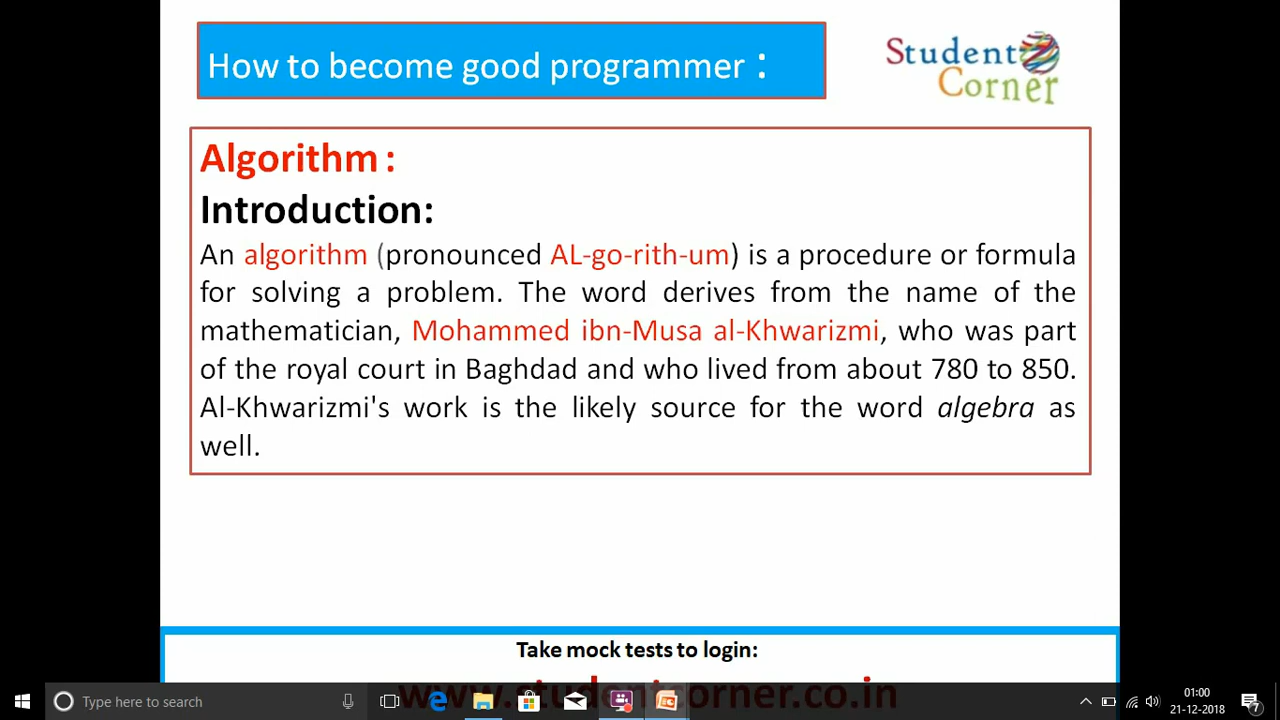 How to become good programmer :
Student
Corner
Algorithm :
Introduction:
An algorithm (pronounced AL-go-rith-um) is a procedure or formula
for solving a problem. The word derives from the name of the
mathematician, Mohammed ibn-Musa al-Khwarizmi, who was part
of the royal court in Baghdad and who lived from about 780 to 850.
Al-Khwarizmi's work is the likely source for the word algebra as
well.
Take mock tests to login:
www.studentcorner.co.in
Type here to search
01:00
21-12-2018
7